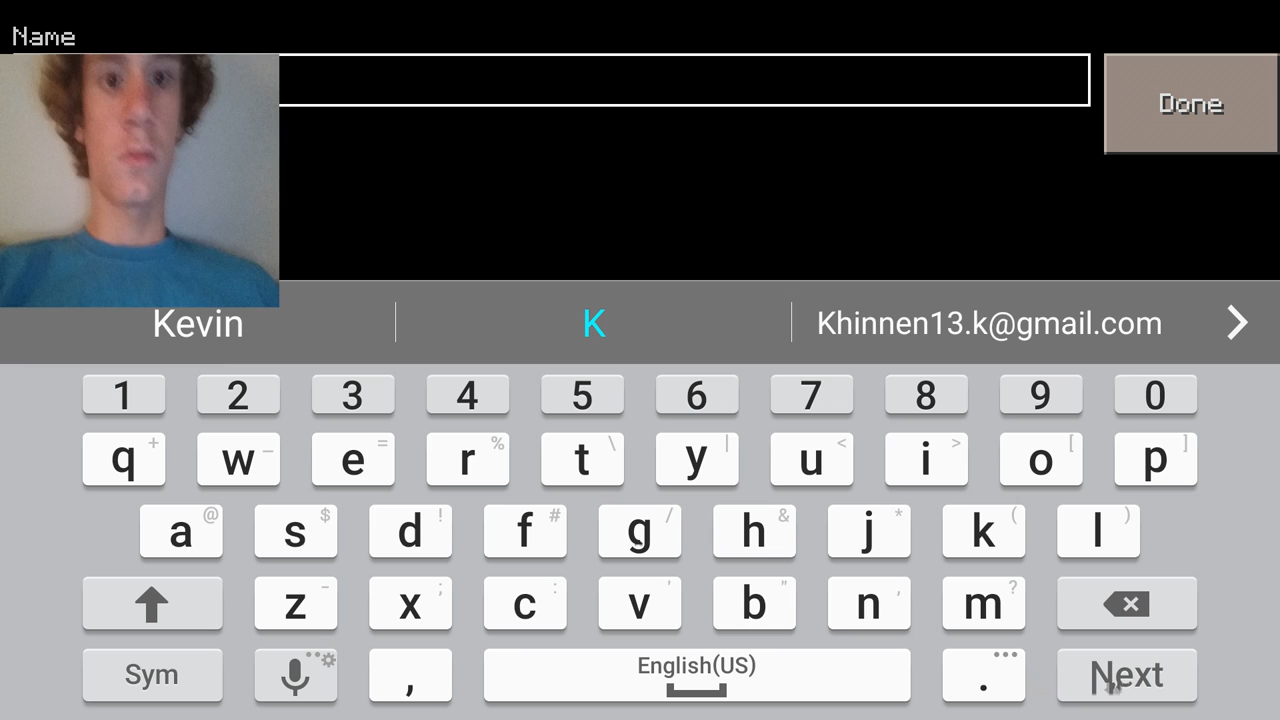 Name
Done
Kevin K Khinnen13.k@gmail.com
1 2 3 4 5 6 7 8 9 0
q + w _ e = r % t \ y | u < i > o [ p ]
a @ s $ d ! f # g / h & j * k ( l )
z - x ; c : v ' b " n , m ?
Sym , English(US) . Next